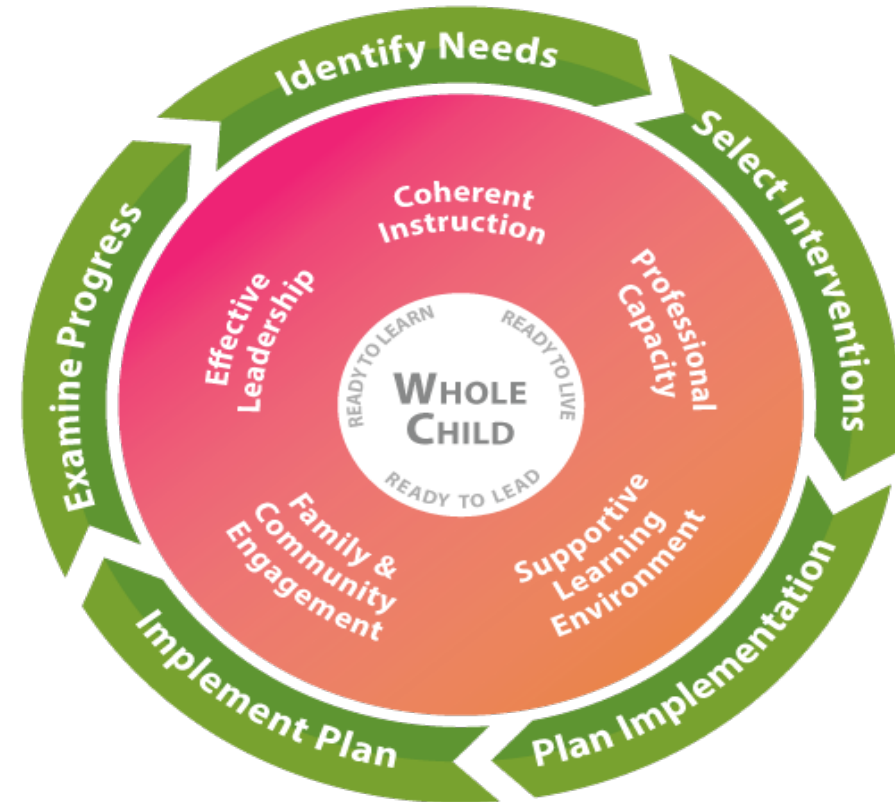 Identify Needs
Select Interventions
Plan Implementation
Implement Plan
Examine Progress
Coherent
Instruction
Professional
Capacity
Supportive
Learning
Environment
Family &
Community
Engagement
Effective
Leadership
READY TO LEARN
READY TO LIVE
READY TO LEAD
WHOLE
CHILD